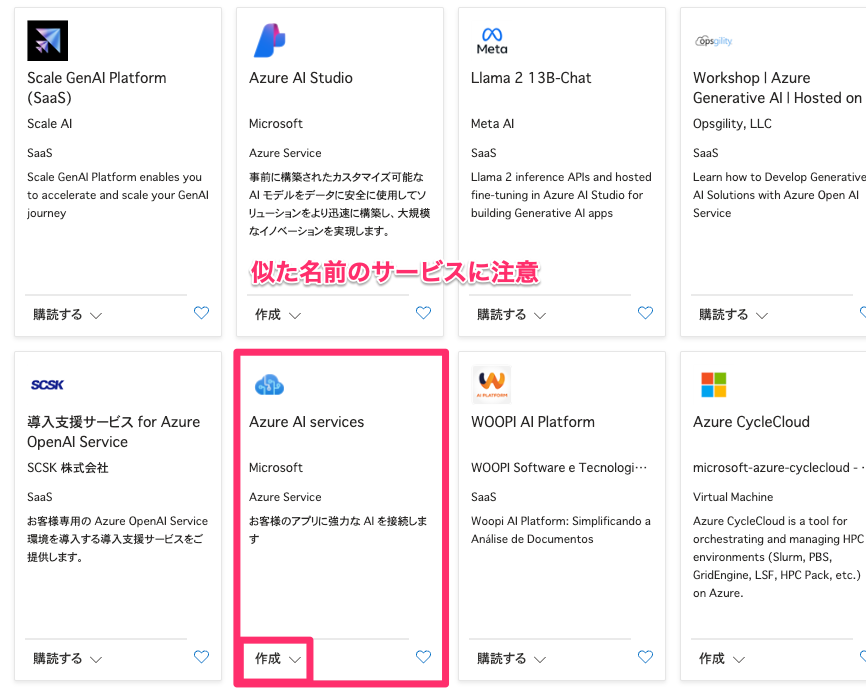 Scale GenAI Platform
(SaaS)
Scale AI
SaaS
Scale GenAI Platform enables you
to accelerate and scale your GenAI
journey
購読する
Azure AI Studio
Microsoft
Azure Service
事前に構築されたカスタマイズ可能な
AI モデルをデータに安全に使用してソ
リューションをより迅速に構築し、大規模
なイノベーションを実現します。
似た名前のサービスに注意
作成
Meta
Llama 2 13B-Chat
Meta AI
SaaS
Llama 2 inference APIs and hosted
fine-tuning in Azure AI Studio for
building Generative AI apps
購読する
opsgility
Workshop | Azure
Generative AI | Hosted on
Opsgility, LLC
SaaS
Learn how to Develop Generative
AI Solutions with Azure Open AI
Service
購読する
SCSK
導入支援サービス for Azure
OpenAI Service
SCSK 株式会社
SaaS
お客様専用の Azure OpenAI Service
環境を導入する導入支援サービスをご
提供します。
購読する
Azure AI services
Microsoft
Azure Service
お客様のアプリに強力な AI を接続しま
す
作成
AI PLATFORM
WOOPI AI Platform
WOOPI Software e Tecnologi…
SaaS
Woopi AI Platform: Simplificando a
Análise de Documentos
購読する
Azure CycleCloud
microsoft-azure-cyclecloud -
Virtual Machine
Azure CycleCloud is a tool for
orchestrating and managing HPC
environments (Slurm, PBS,
GridEngine, LSF, HPC Pack, etc.)
on Azure.
作成